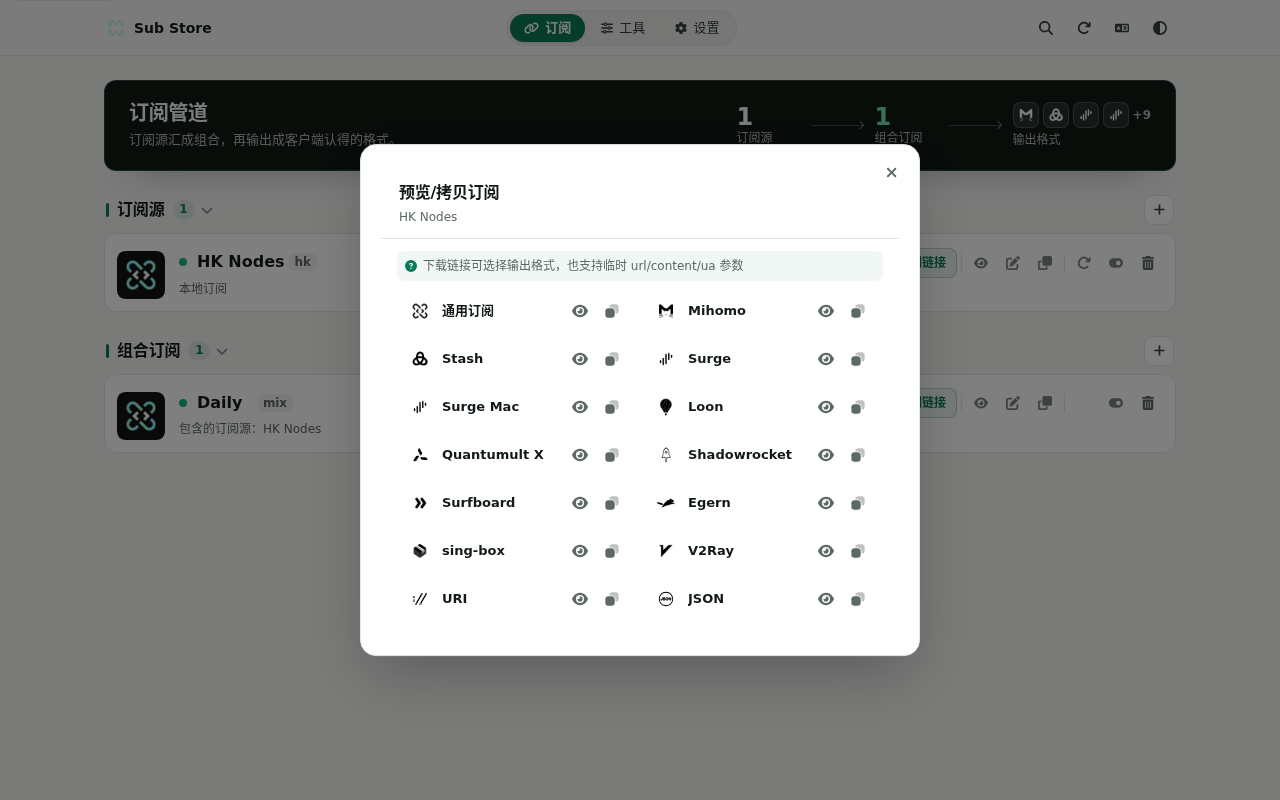 Sub Store
订阅
工具
设置
订阅管道
订阅源汇成组合，再输出成客户端认得的格式。
1
订阅源
1
组合订阅
+9
输出格式
订阅源 1
HK Nodes hk
本地订阅
链接
组合订阅 1
Daily mix
包含的订阅源：HK Nodes
链接
预览/拷贝订阅
HK Nodes
下载链接可选择输出格式，也支持临时 url/content/ua 参数
通用订阅
Mihomo
Stash
Surge
Surge Mac
Loon
Quantumult X
Shadowrocket
Surfboard
Egern
sing-box
V2Ray
URI
JSON